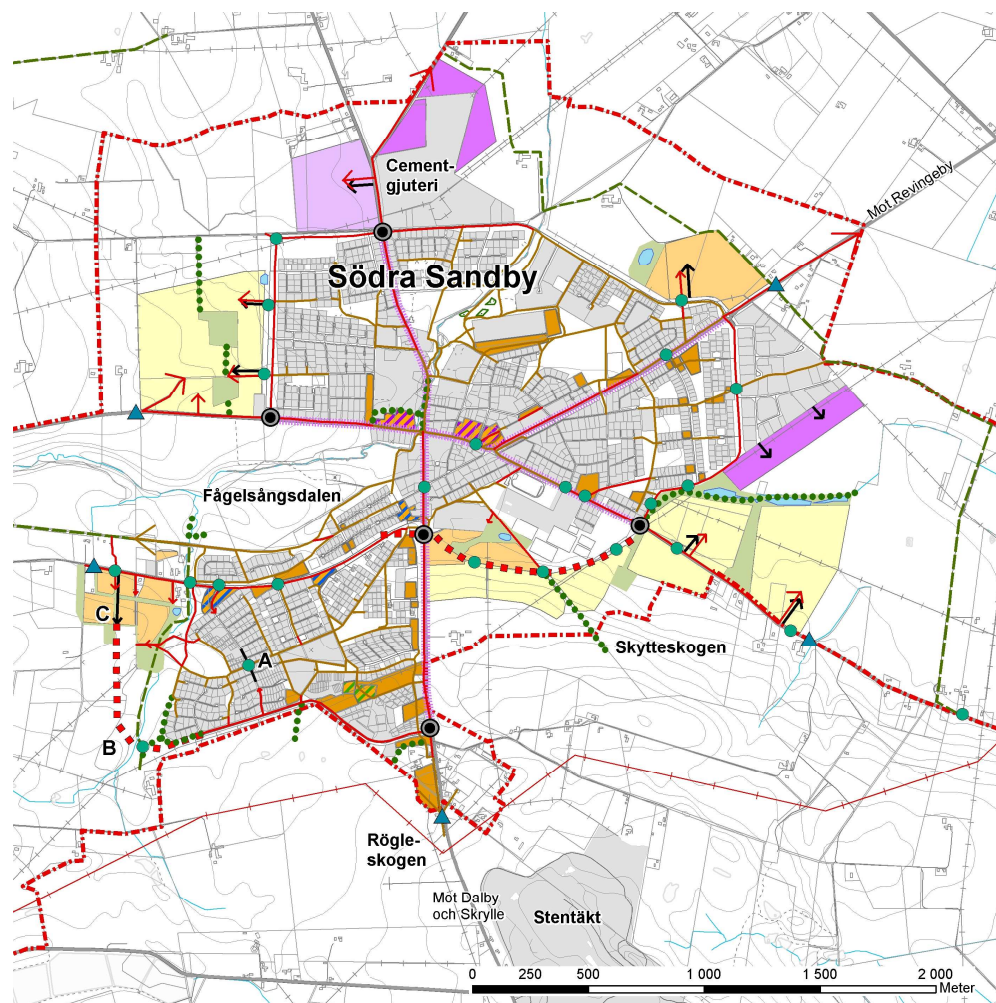 Cement-
gjuteri
Mot Revingeby
Södra Sandby
Fågelsångsdalen
C
A
Skytteskogen
B
Rögle-
skogen
Mot Dalby
och Skrylle
Stentäkt
0 250 500 1 000 1 500 2 000
Meter